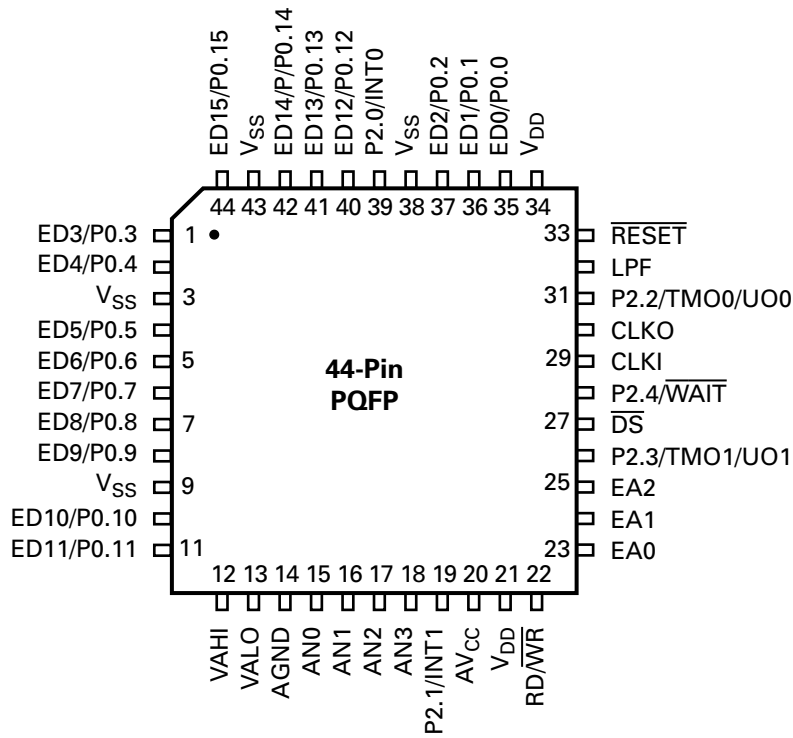 ED15/P0.15
VSS
ED14/P/P0.14
ED13/P0.13
ED12/P0.12
P2.0/INT0
VSS
ED2/P0.2
ED1/P0.1
ED0/P0.0
VDD
44 43 42 41 40 39 38 37 36 35 34
ED3/P0.3 1
ED4/P0.4
VSS 3
ED5/P0.5
ED6/P0.6 5
ED7/P0.7
ED8/P0.8 7
ED9/P0.9
VSS 9
ED10/P0.10
ED11/P0.11 11
44-Pin
PQFP
33 RESET
LPF
31 P2.2/TMO0/UO0
CLKO
29 CLKI
P2.4/WAIT
27 DS
P2.3/TMO1/UO1
25 EA2
EA1
23 EA0
12 13 14 15 16 17 18 19 20 21 22
VAHI
VALO
AGND
AN0
AN1
AN2
AN3
P2.1/INT1
AVCC
VDD
RD/WR